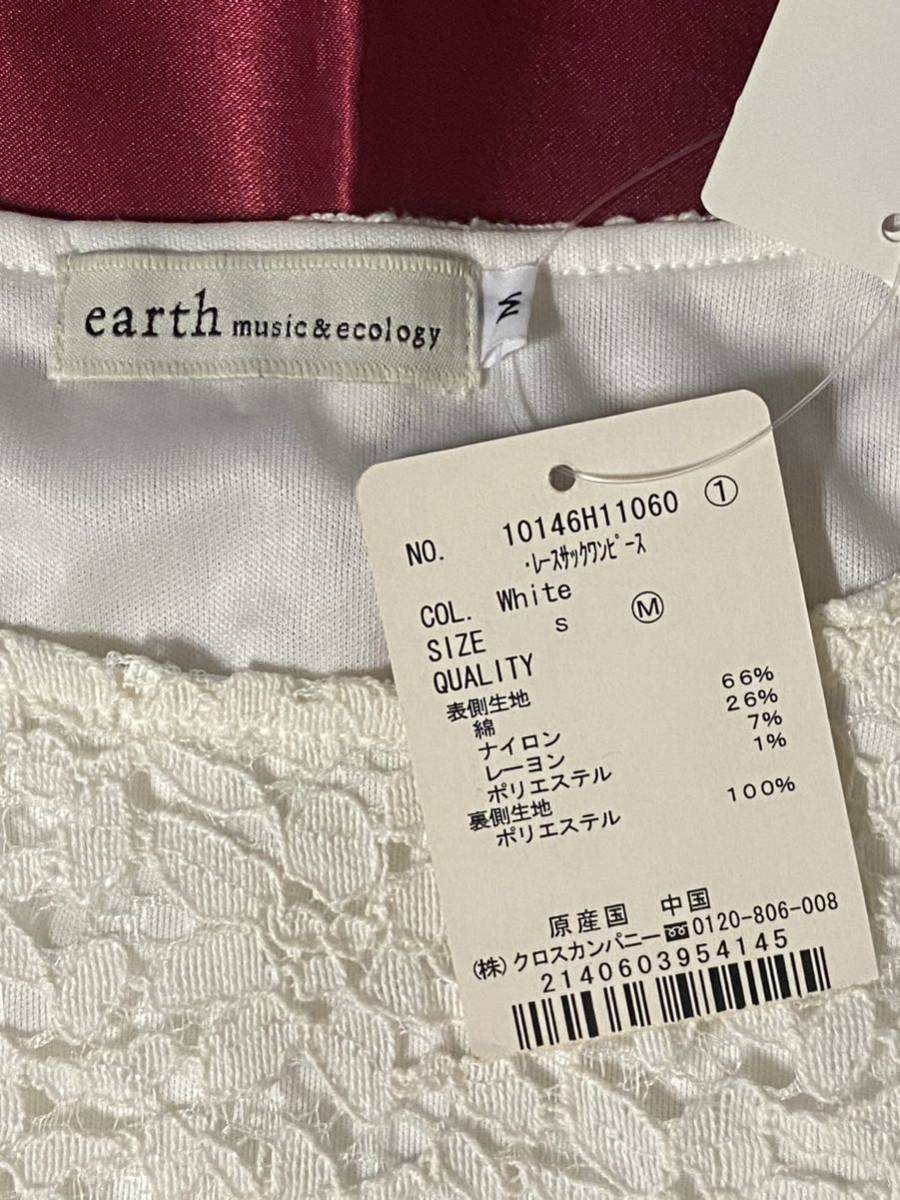 earth music&ecology
M
NO. 10146H11060 ①
・レースサックワンピース
COL. White
SIZE S Ⓜ
QUALITY
表側生地
綿 66%
ナイロン 26%
レーヨン 7%
ポリエステル 1%
裏側生地
ポリエステル 100%
原産国 中国
(株)クロスカンパニー 0120-806-008
2140603954145